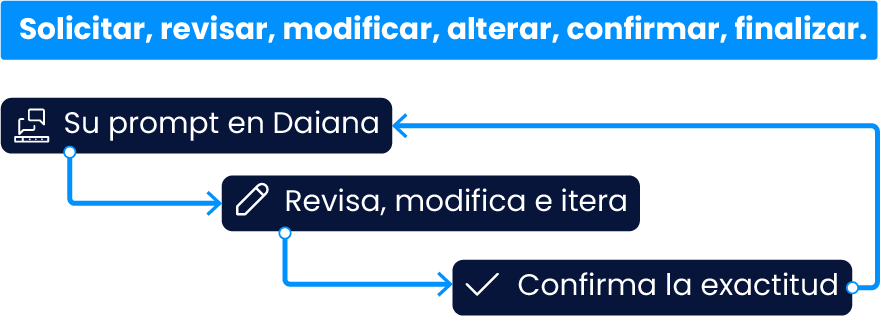 Solicitar, revisar, modificar, alterar, confirmar, finalizar.
Su prompt en Daiana
Revisa, modifica e itera
Confirma la exactitud